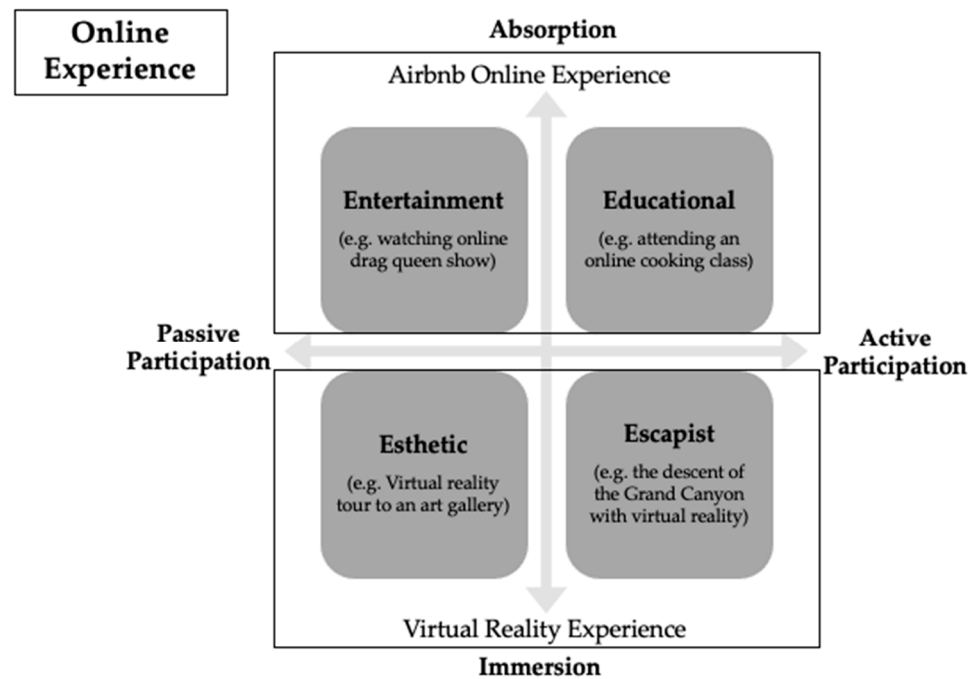 Online
Experience
Absorption
Airbnb Online Experience
Entertainment
(e.g. watching online
drag queen show)
Educational
(e.g. attending an
online cooking class)
Passive
Participation
Active
Participation
Esthetic
(e.g. Virtual reality
tour to an art gallery)
Escapist
(e.g. the descent of
the Grand Canyon
with virtual reality)
Virtual Reality Experience
Immersion